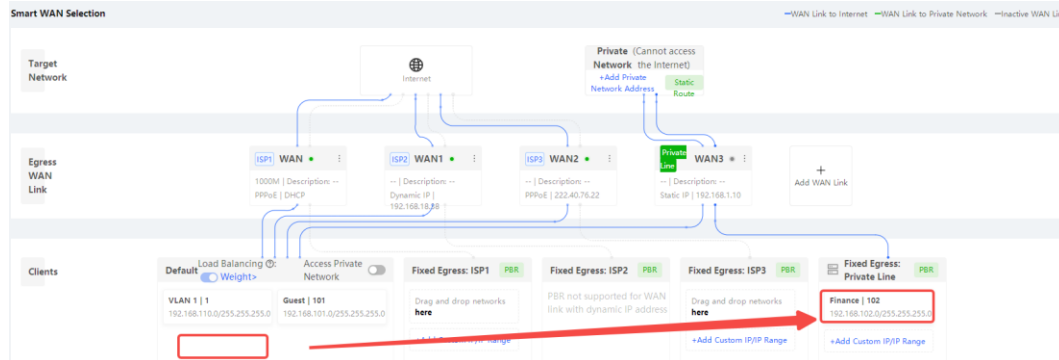 Smart WAN Selection
WAN Link to Internet WAN Link to Private Network Inactive WAN Li
Target
Network
Internet
Private (Cannot access
Network the Internet)
+Add Private
Network Address
Static
Route
Egress
WAN
Link
ISP1 WAN
1000M | Description: --
PPPoE | DHCP
ISP2 WAN1
-- | Description: --
Dynamic IP |
192.168.18.98
ISP3 WAN2
-- | Description: --
PPPoE | 222.40.76.22
Private
Line
WAN3
-- | Description: --
Static IP | 192.168.1.10
+
Add WAN Link
Clients
Default
Load Balancing ?:
Weight>
Access Private
Network
VLAN 1 | 1
192.168.110.0/255.255.255.0
Guest | 101
192.168.101.0/255.255.255.0
Fixed Egress: ISP1 PBR
Drag and drop networks
here
+Add Custom IP/IP Range
Fixed Egress: ISP2 PBR
PBR not supported for WAN
link with dynamic IP address
Fixed Egress: ISP3 PBR
Drag and drop networks
here
+Add Custom IP/IP Range
Fixed Egress:
Private Line
PBR
Finance | 102
192.168.102.0/255.255.255.0
+Add Custom IP/IP Range